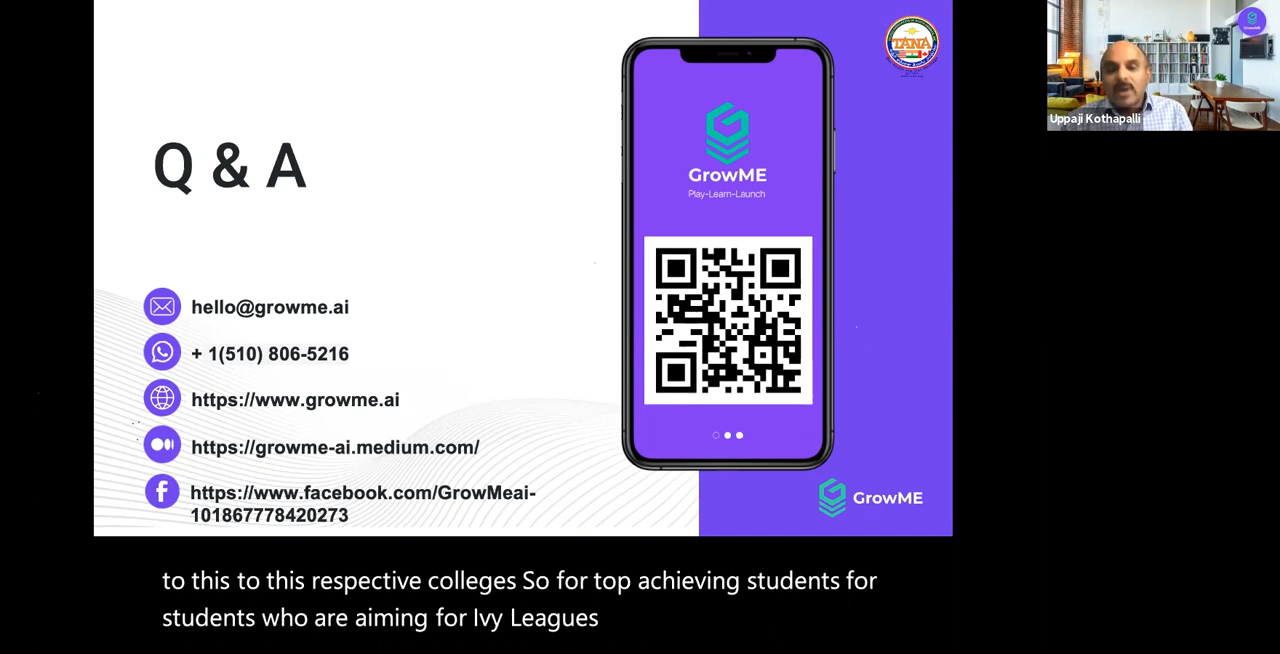 Q & A
hello@growme.ai
+ 1(510) 806-5216
https://www.growme.ai
https://growme-ai.medium.com/
https://www.facebook.com/GrowMeai-
101867778420273
GrowME
Play-Learn-Launch
TANA
GrowME
Uppaji Kothapalli
to this to this respective colleges So for top achieving students for
students who are aiming for Ivy Leagues